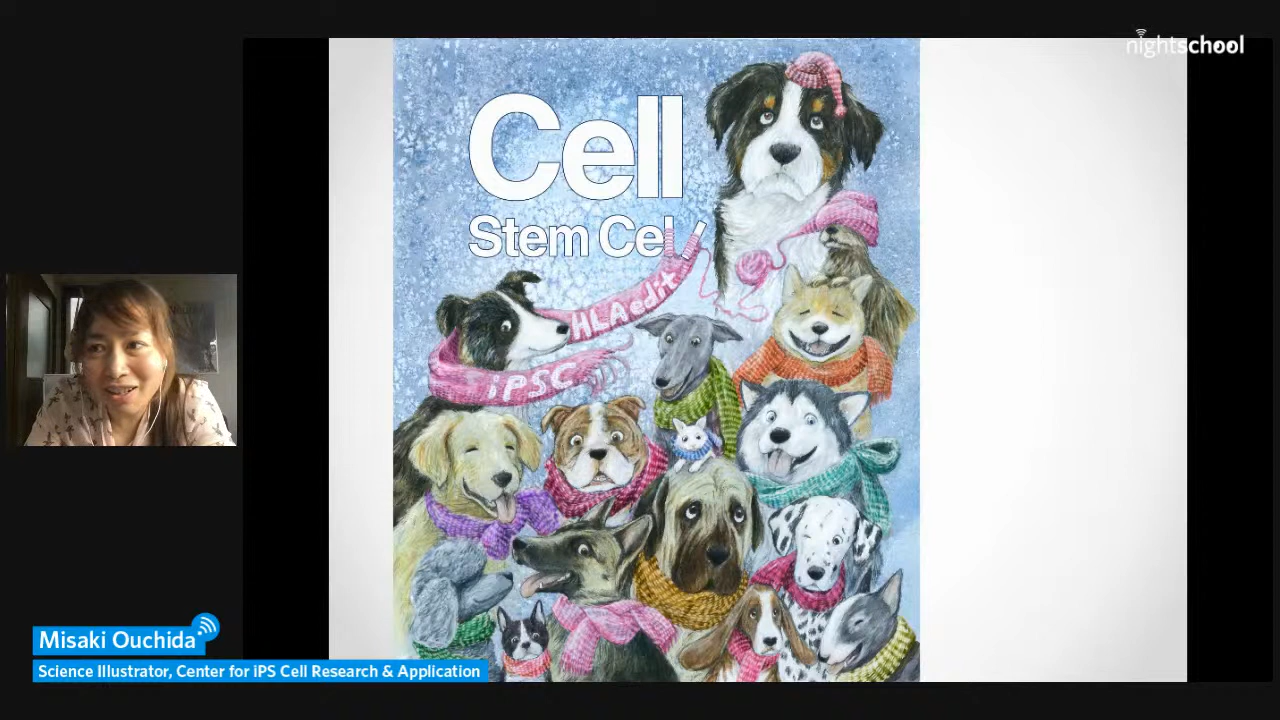 nightschool
Cell
Stem Cell
HLA edit
iPSC
Misaki Ouchida
Science Illustrator, Center for iPS Cell Research & Application